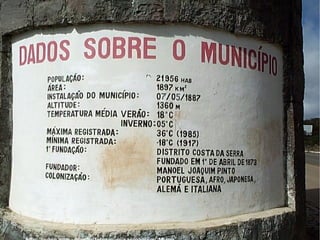 DADOS SOBRE O MUNICÍPIO
POPULAÇÃO: 21956 HAB
ÁREA: 1897 KM²
INSTALAÇÃO DO MUNICÍPIO: 07/05/1887
ALTITUDE: 1360 M
TEMPERATURA MÉDIA VERÃO: 18°C
INVERNO: 05°C
MÁXIMA REGISTRADA: 36°C (1985)
MÍNIMA REGISTRADA: -18°C (1917)
1ª FUNDAÇÃO: DISTRITO COSTA DA SERRA
FUNDADO EM 1º DE ABRIL DE 1873
FUNDADOR: MANOEL JOAQUIM PINTO
COLONIZAÇÃO: PORTUGUESA, AFRO, JAPONESA,
ALEMÃ E ITALIANA